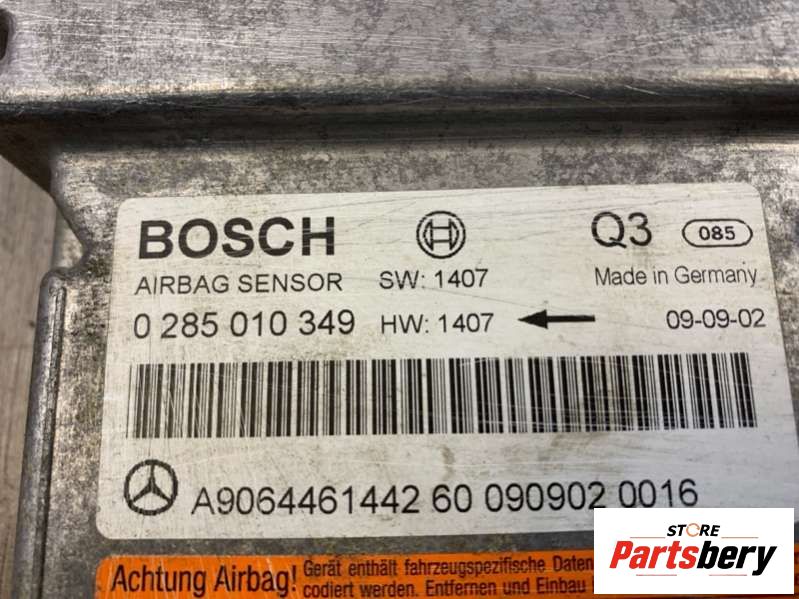 BOSCH Q3 085
AIRBAG SENSOR SW: 1407 Made in Germany
0 285 010 349 HW: 1407 09-09-02
A9064461442 60 090902 0016
Achtung Airbag! Gerät enthält fahrzeugspezifische Daten
codiert werden. Entfernen und Einbau
STORE
Partsbery